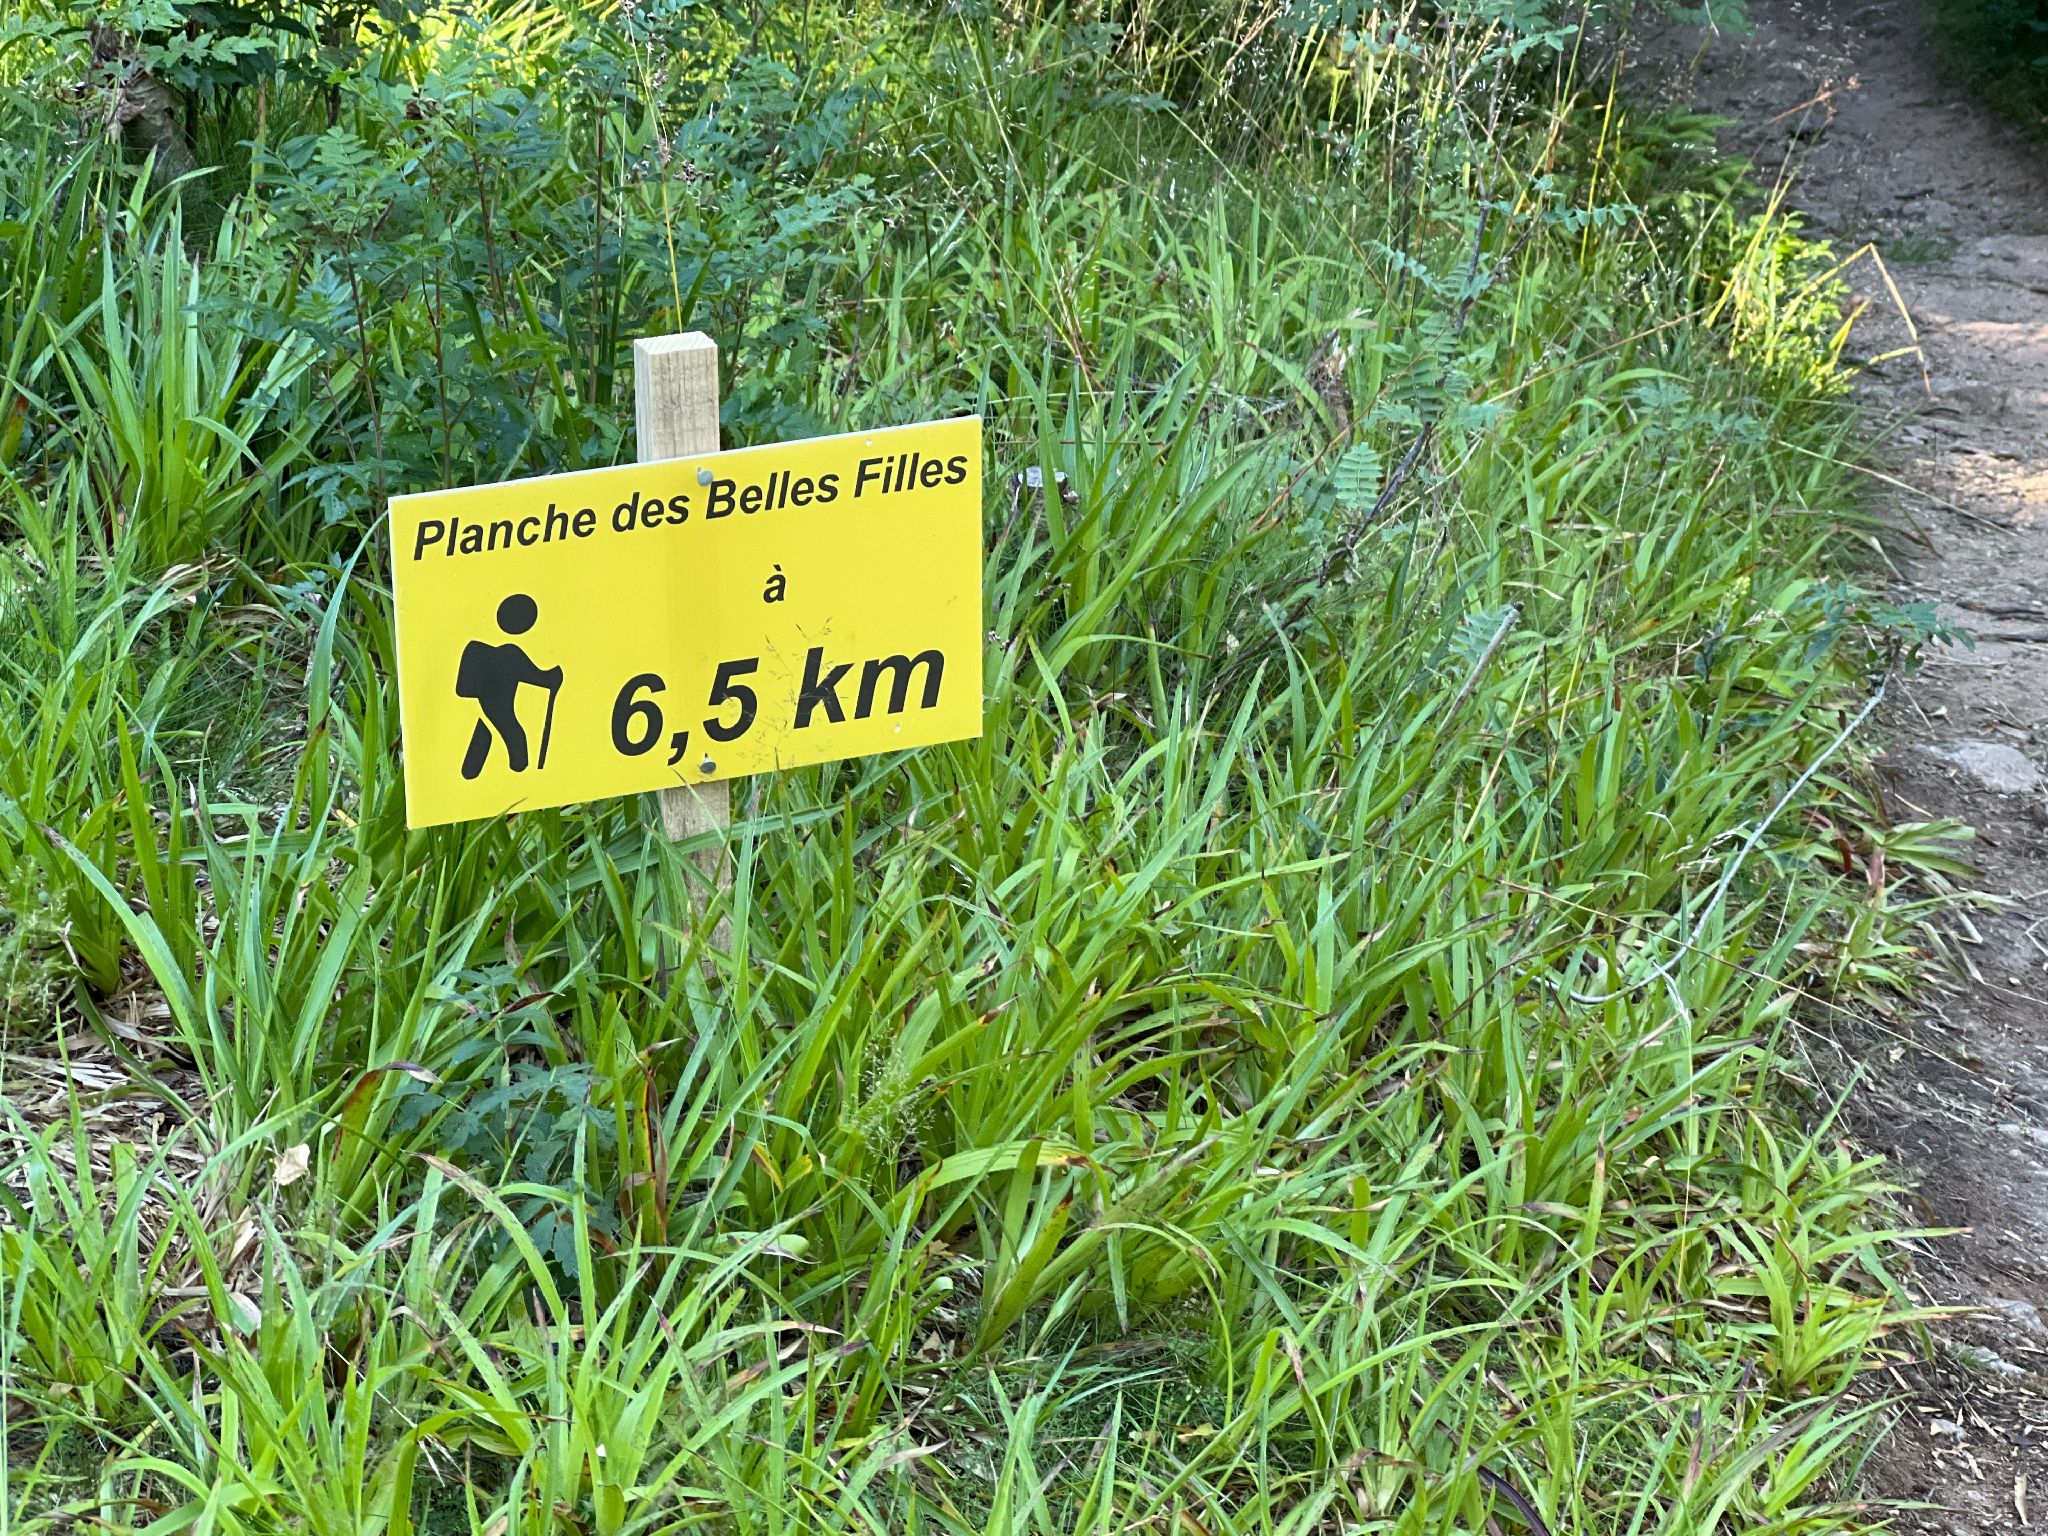 Planche des Belles Filles
à
6,5 km